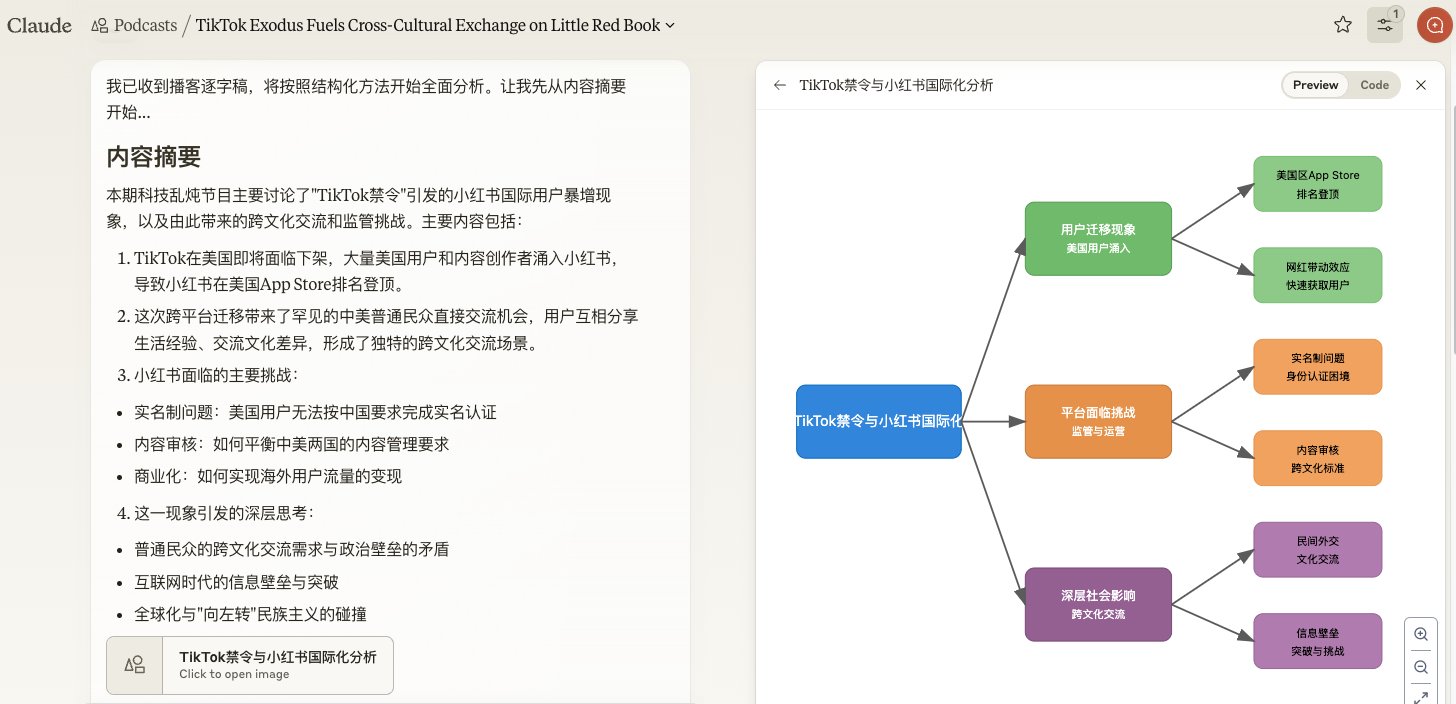 Claude
Podcasts / TikTok Exodus Fuels Cross-Cultural Exchange on Little Red Book
1
我已收到播客逐字稿，将按照结构化方法开始全面分析。让我先从内容摘要
开始...
内容摘要
本期科技乱炖节目主要讨论了"TikTok禁令"引发的小红书国际用户暴增现
象，以及由此带来的跨文化交流和监管挑战。主要内容包括：
1. TikTok在美国即将面临下架，大量美国用户和内容创作者涌入小红书，
导致小红书在美国App Store排名登顶。
2. 这次跨平台迁移带来了罕见的中美普通民众直接交流机会，用户互相分享
生活经验、交流文化差异，形成了独特的跨文化交流场景。
3. 小红书面临的主要挑战：
• 实名制问题：美国用户无法按中国要求完成实名认证
• 内容审核：如何平衡中美两国的内容管理要求
• 商业化：如何实现海外用户流量的变现
4. 这一现象引发的深层思考：
• 普通民众的跨文化交流需求与政治壁垒的矛盾
• 互联网时代的信息壁垒与突破
• 全球化与"向左转"民族主义的碰撞
TikTok禁令与小红书国际化分析
Click to open image
TikTok禁令与小红书国际化分析
Preview
Code
TikTok禁令与小红书国际化
用户迁移现象
美国用户涌入
美国区App Store
排名登顶
网红带动效应
快速获取用户
平台面临挑战
监管与运营
实名制问题
身份认证困境
内容审核
跨文化标准
深层社会影响
跨文化交流
民间外交
文化交流
信息壁垒
突破与挑战